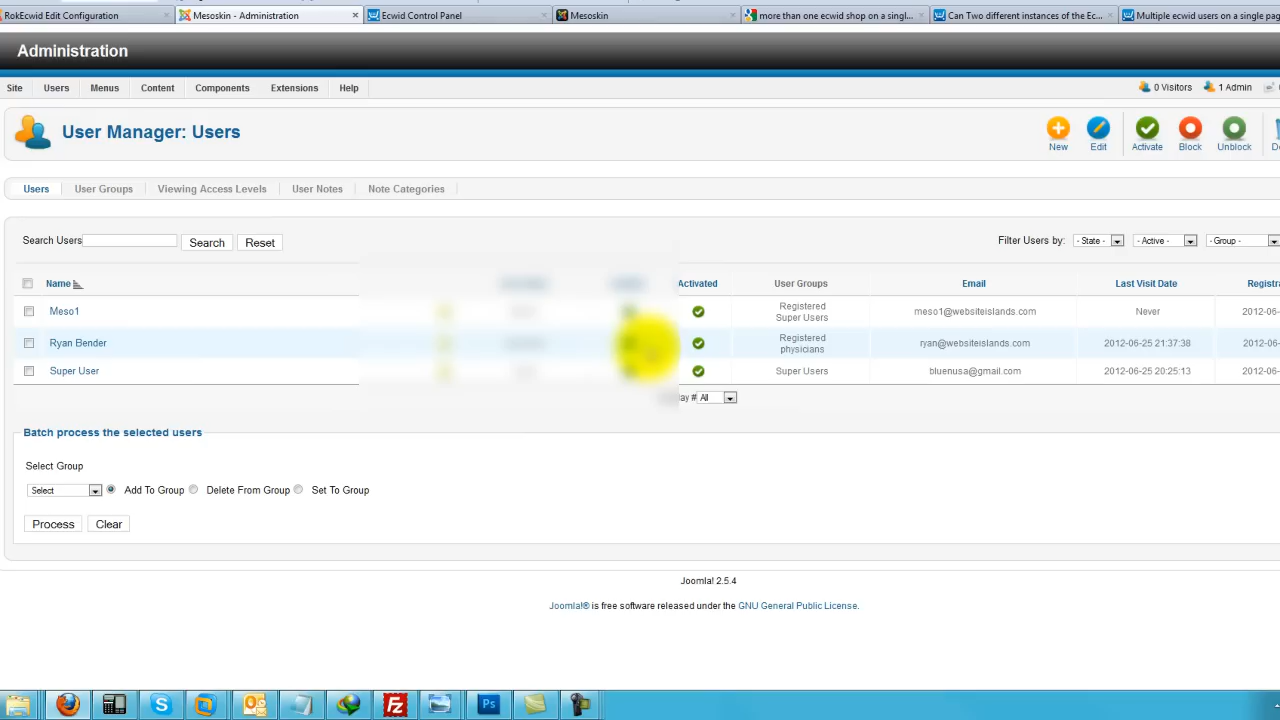 RokEcwid Edit Configuration
Mesoskin - Administration
Ecwid Control Panel
Mesoskin
more than one ecwid shop on a singl...
Can Two different instances of the Ec...
Multiple ecwid users on a single pag
Administration
Site Users Menus Content Components Extensions Help
0 Visitors 1 Admin
User Manager: Users
New Edit Activate Block Unblock
Users User Groups Viewing Access Levels User Notes Note Categories
Search Users Search Reset
Filter Users by: - State - - Active - - Group -
Name Activated User Groups Email Last Visit Date Registra
Meso1 Registered Super Users meso1@websiteislands.com Never 2012-06-
Ryan Bender Registered physicians ryan@websiteislands.com 2012-06-25 21:37:38 2012-06-
Super User Super Users bluenusa@gmail.com 2012-06-25 20:25:13 2012-06-
ay # All
Batch process the selected users
Select Group
Select Add To Group Delete From Group Set To Group
Process Clear
Joomla! 2.5.4
Joomla!® is free software released under the GNU General Public License.
Ps